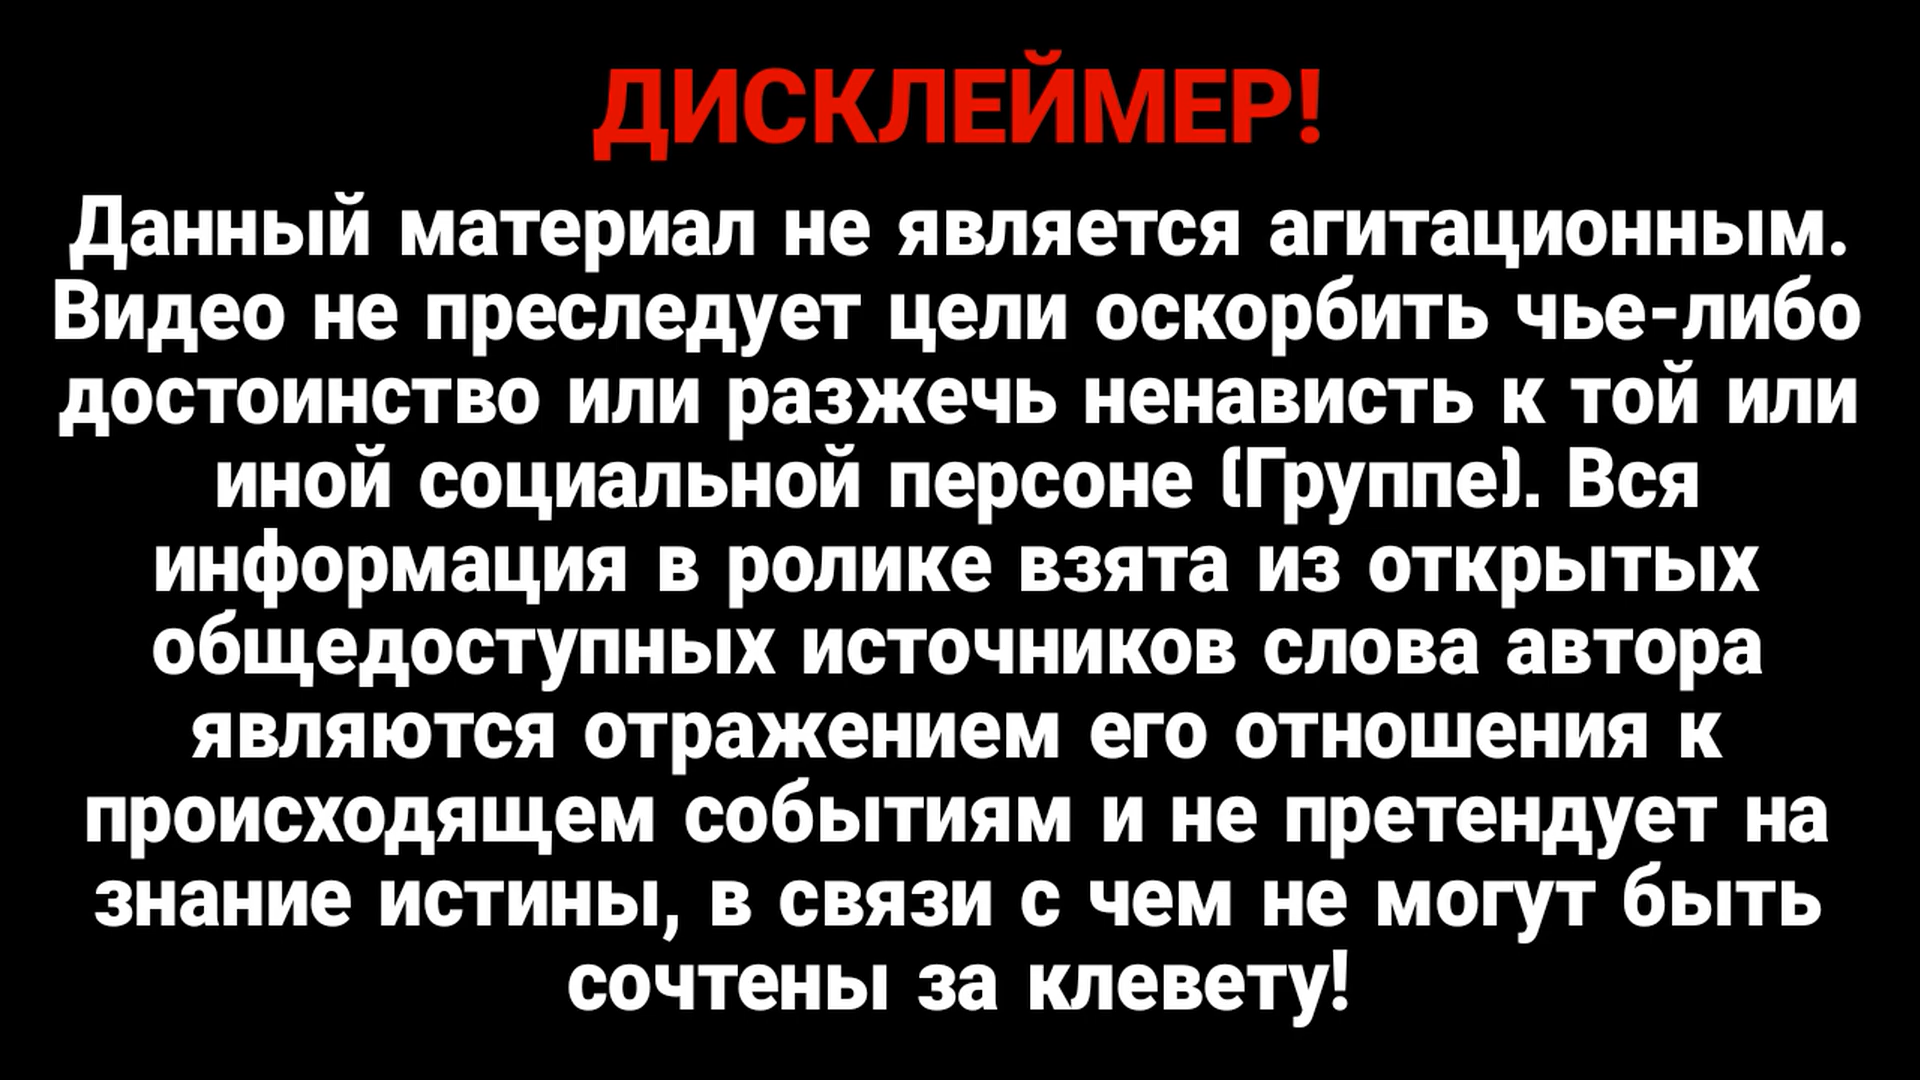 ДИСКЛЕЙМЕР!
Данный материал не является агитационным.
Видео не преследует цели оскорбить чье-либо
достоинство или разжечь ненависть к той или
иной социальной персоне (Группе). Вся
информация в ролике взята из открытых
общедоступных источников слова автора
являются отражением его отношения к
происходящем событиям и не претендует на
знание истины, в связи с чем не могут быть
сочтены за клевету!